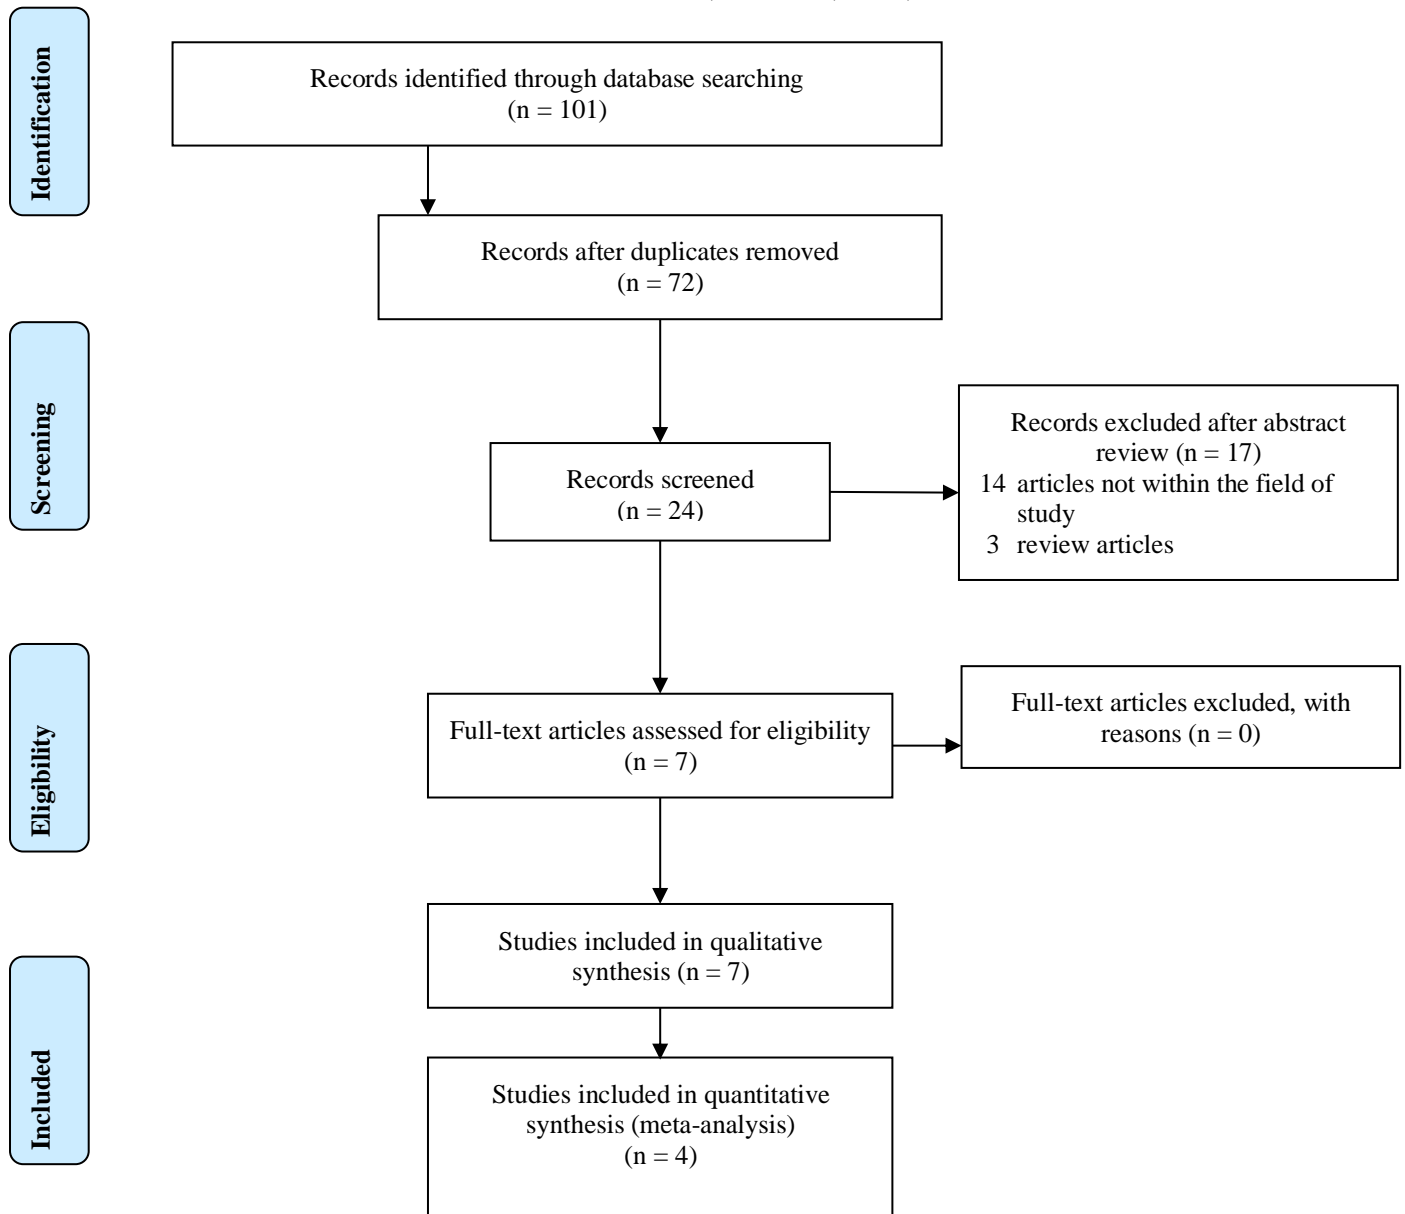 Identification
Records identified through database searching
(n = 101)
Records after duplicates removed
(n = 72)
Screening
Records screened
(n = 24)
Records excluded after abstract
review (n = 17)
14 articles not within the field of
study
3 review articles
Eligibility
Full-text articles assessed for eligibility
(n = 7)
Full-text articles excluded, with
reasons (n = 0)
Studies included in qualitative
synthesis (n = 7)
Included
Studies included in quantitative
synthesis (meta-analysis)
(n = 4)